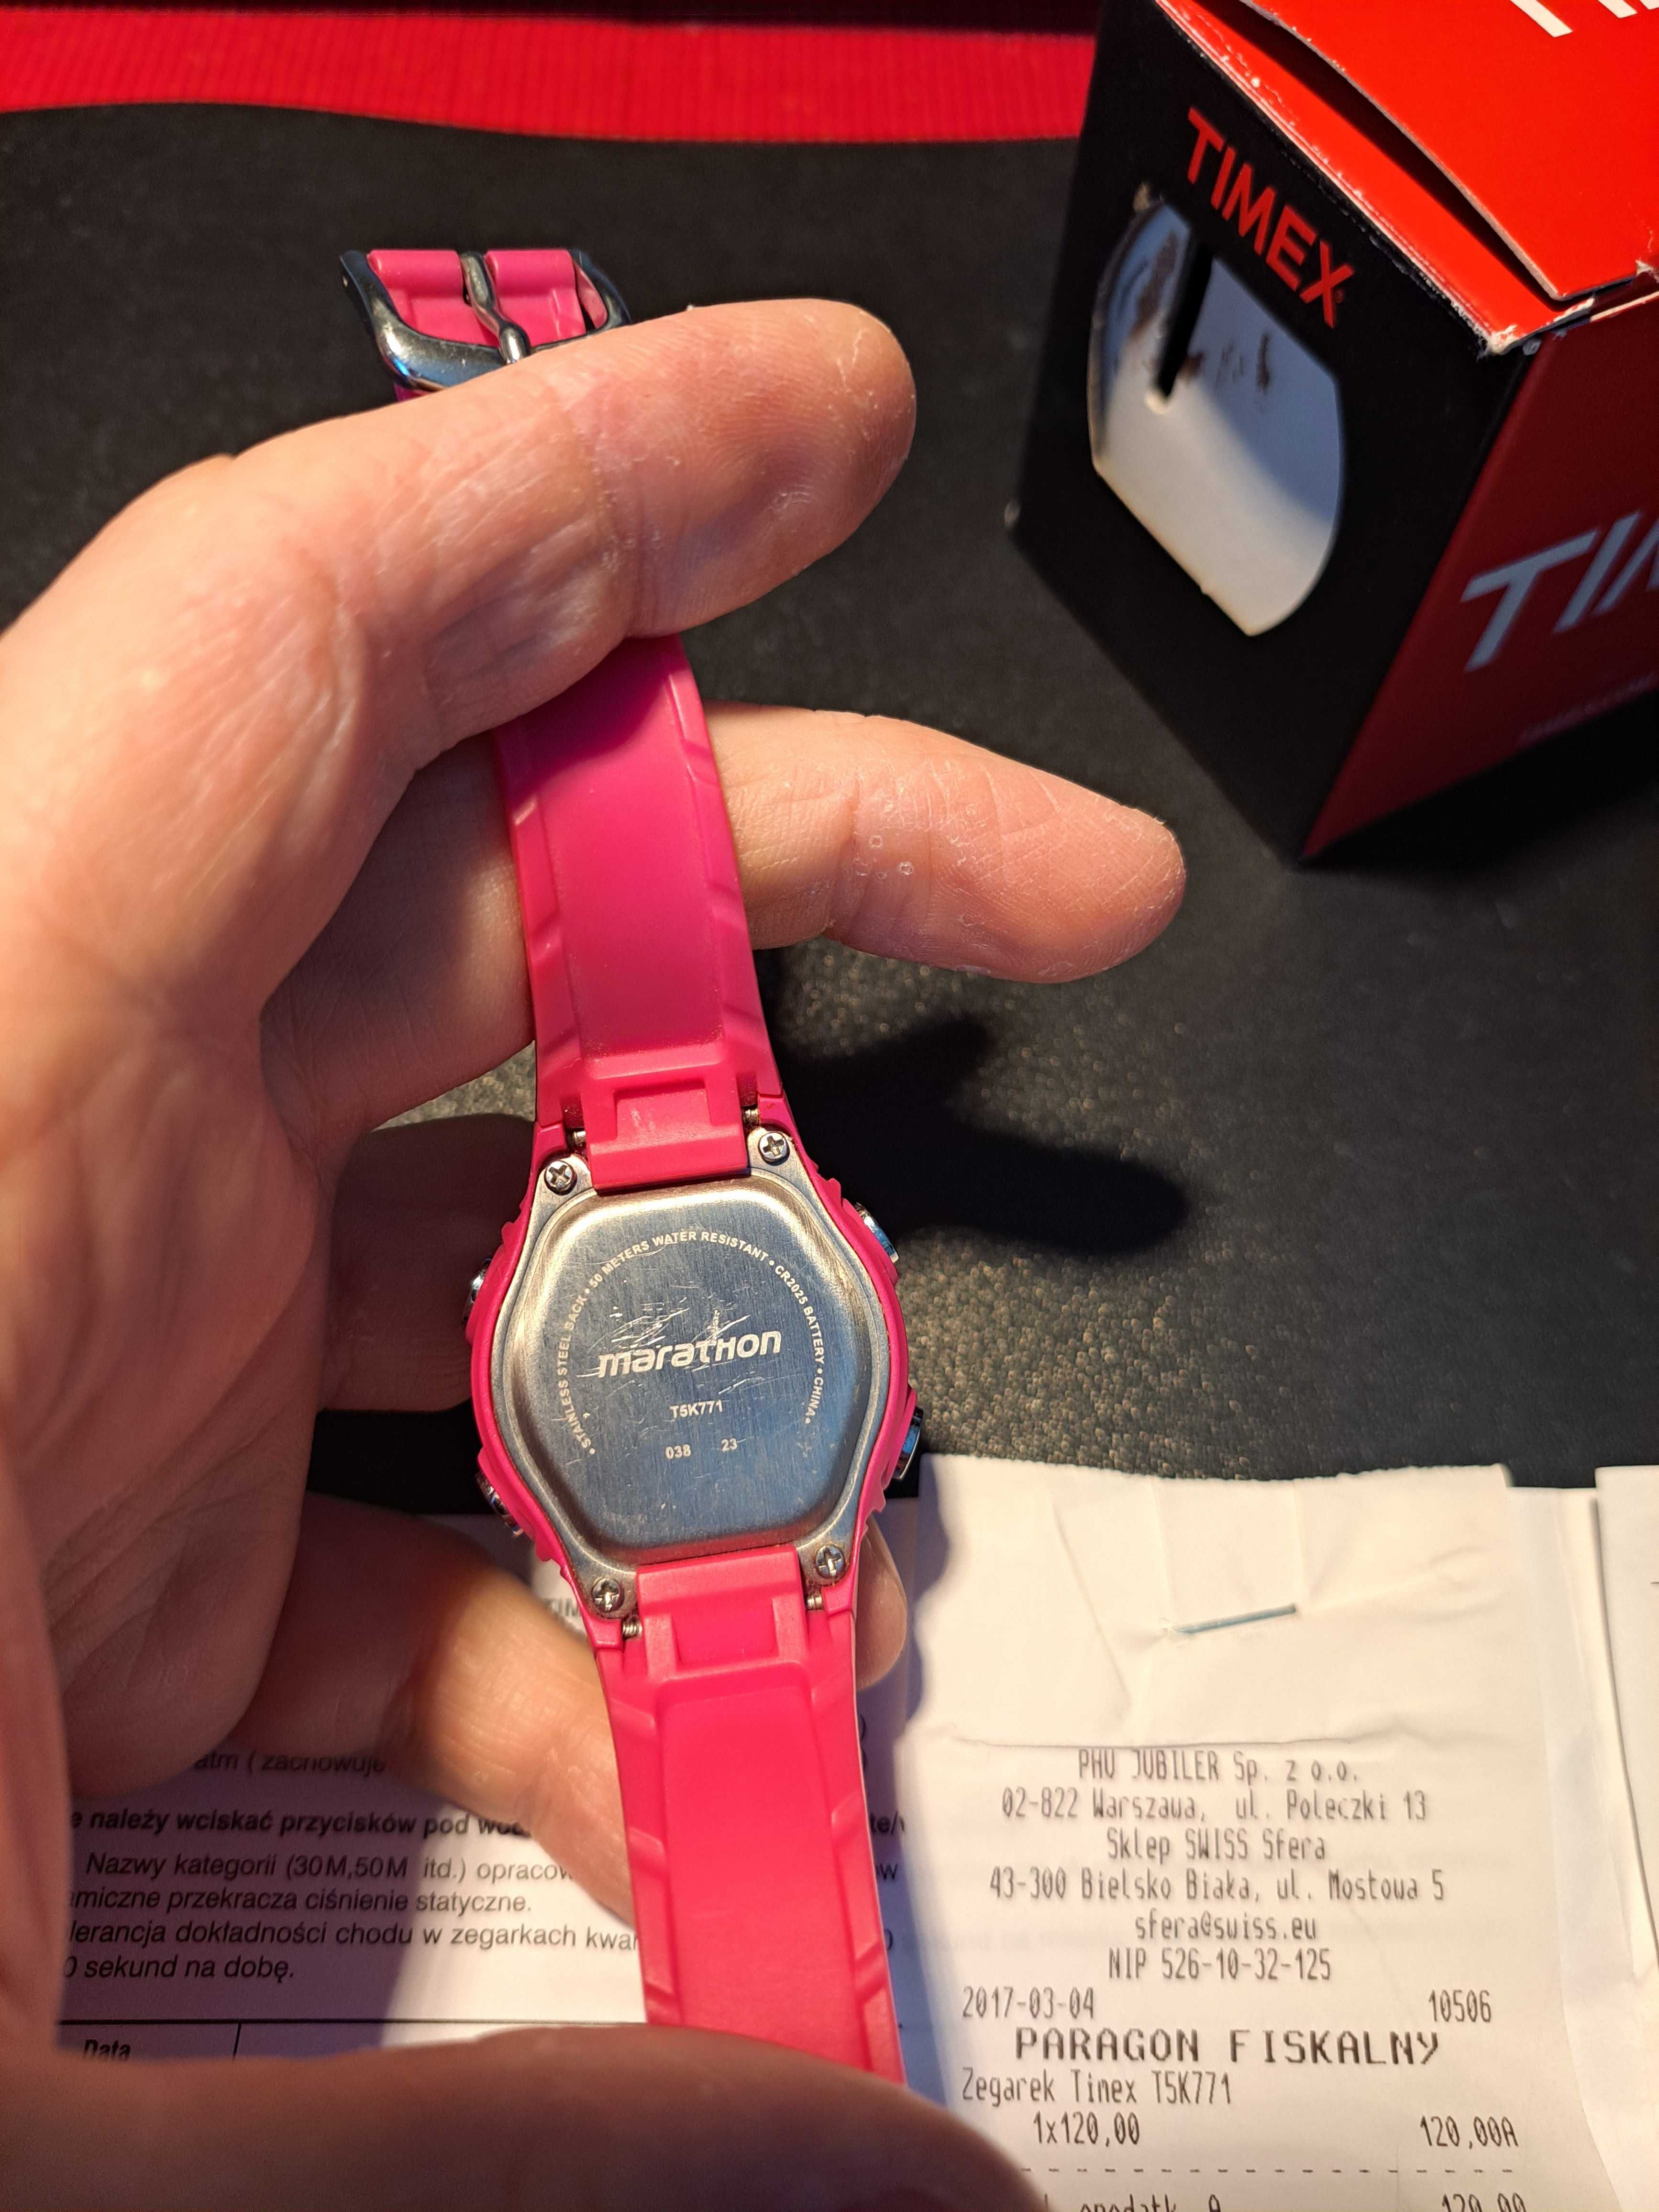 TIMEX
STAINLESS STEEL BACK • 50 METERS WATER RESISTANT • CR2025 BATTERY • CHINA •
marathon
T5K771
038 23
atm ( zachowuje
należy wciskać przycisków pod
Nazwy kategorii (30M,50M itd.)
przekracza ciśnienie statyczne.
dokładności chodu w zegarkach
sekund na dobę.
Data
PHU JUBILER Sp. z o.o.
02-822 Warszawa, ul. Poleczki 13
Sklep SWISS Sfera
43-300 Bielsko Biała, ul. Mostowa 5
sfera@swiss.eu
NIP 526-10-32-125
2017-03-04 10506
PARAGON FISKALNY
Zegarek Timex T5K771
1x120,00 120,00A